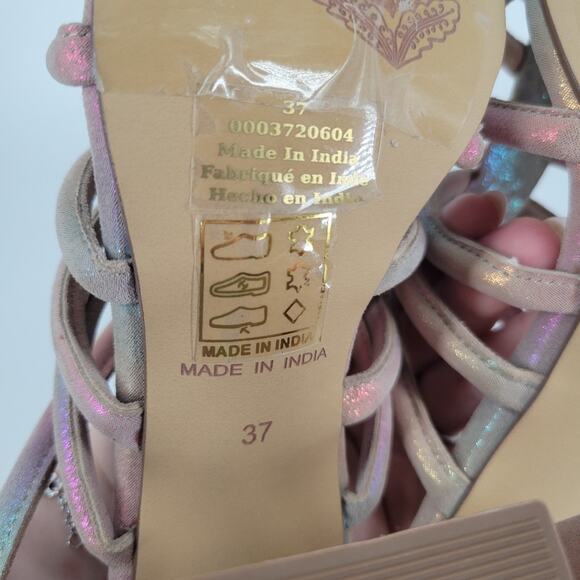 37
0003720604
Made In India
Fabriqué en Inde
Hecho en India
MADE IN INDIA
MADE IN INDIA
37